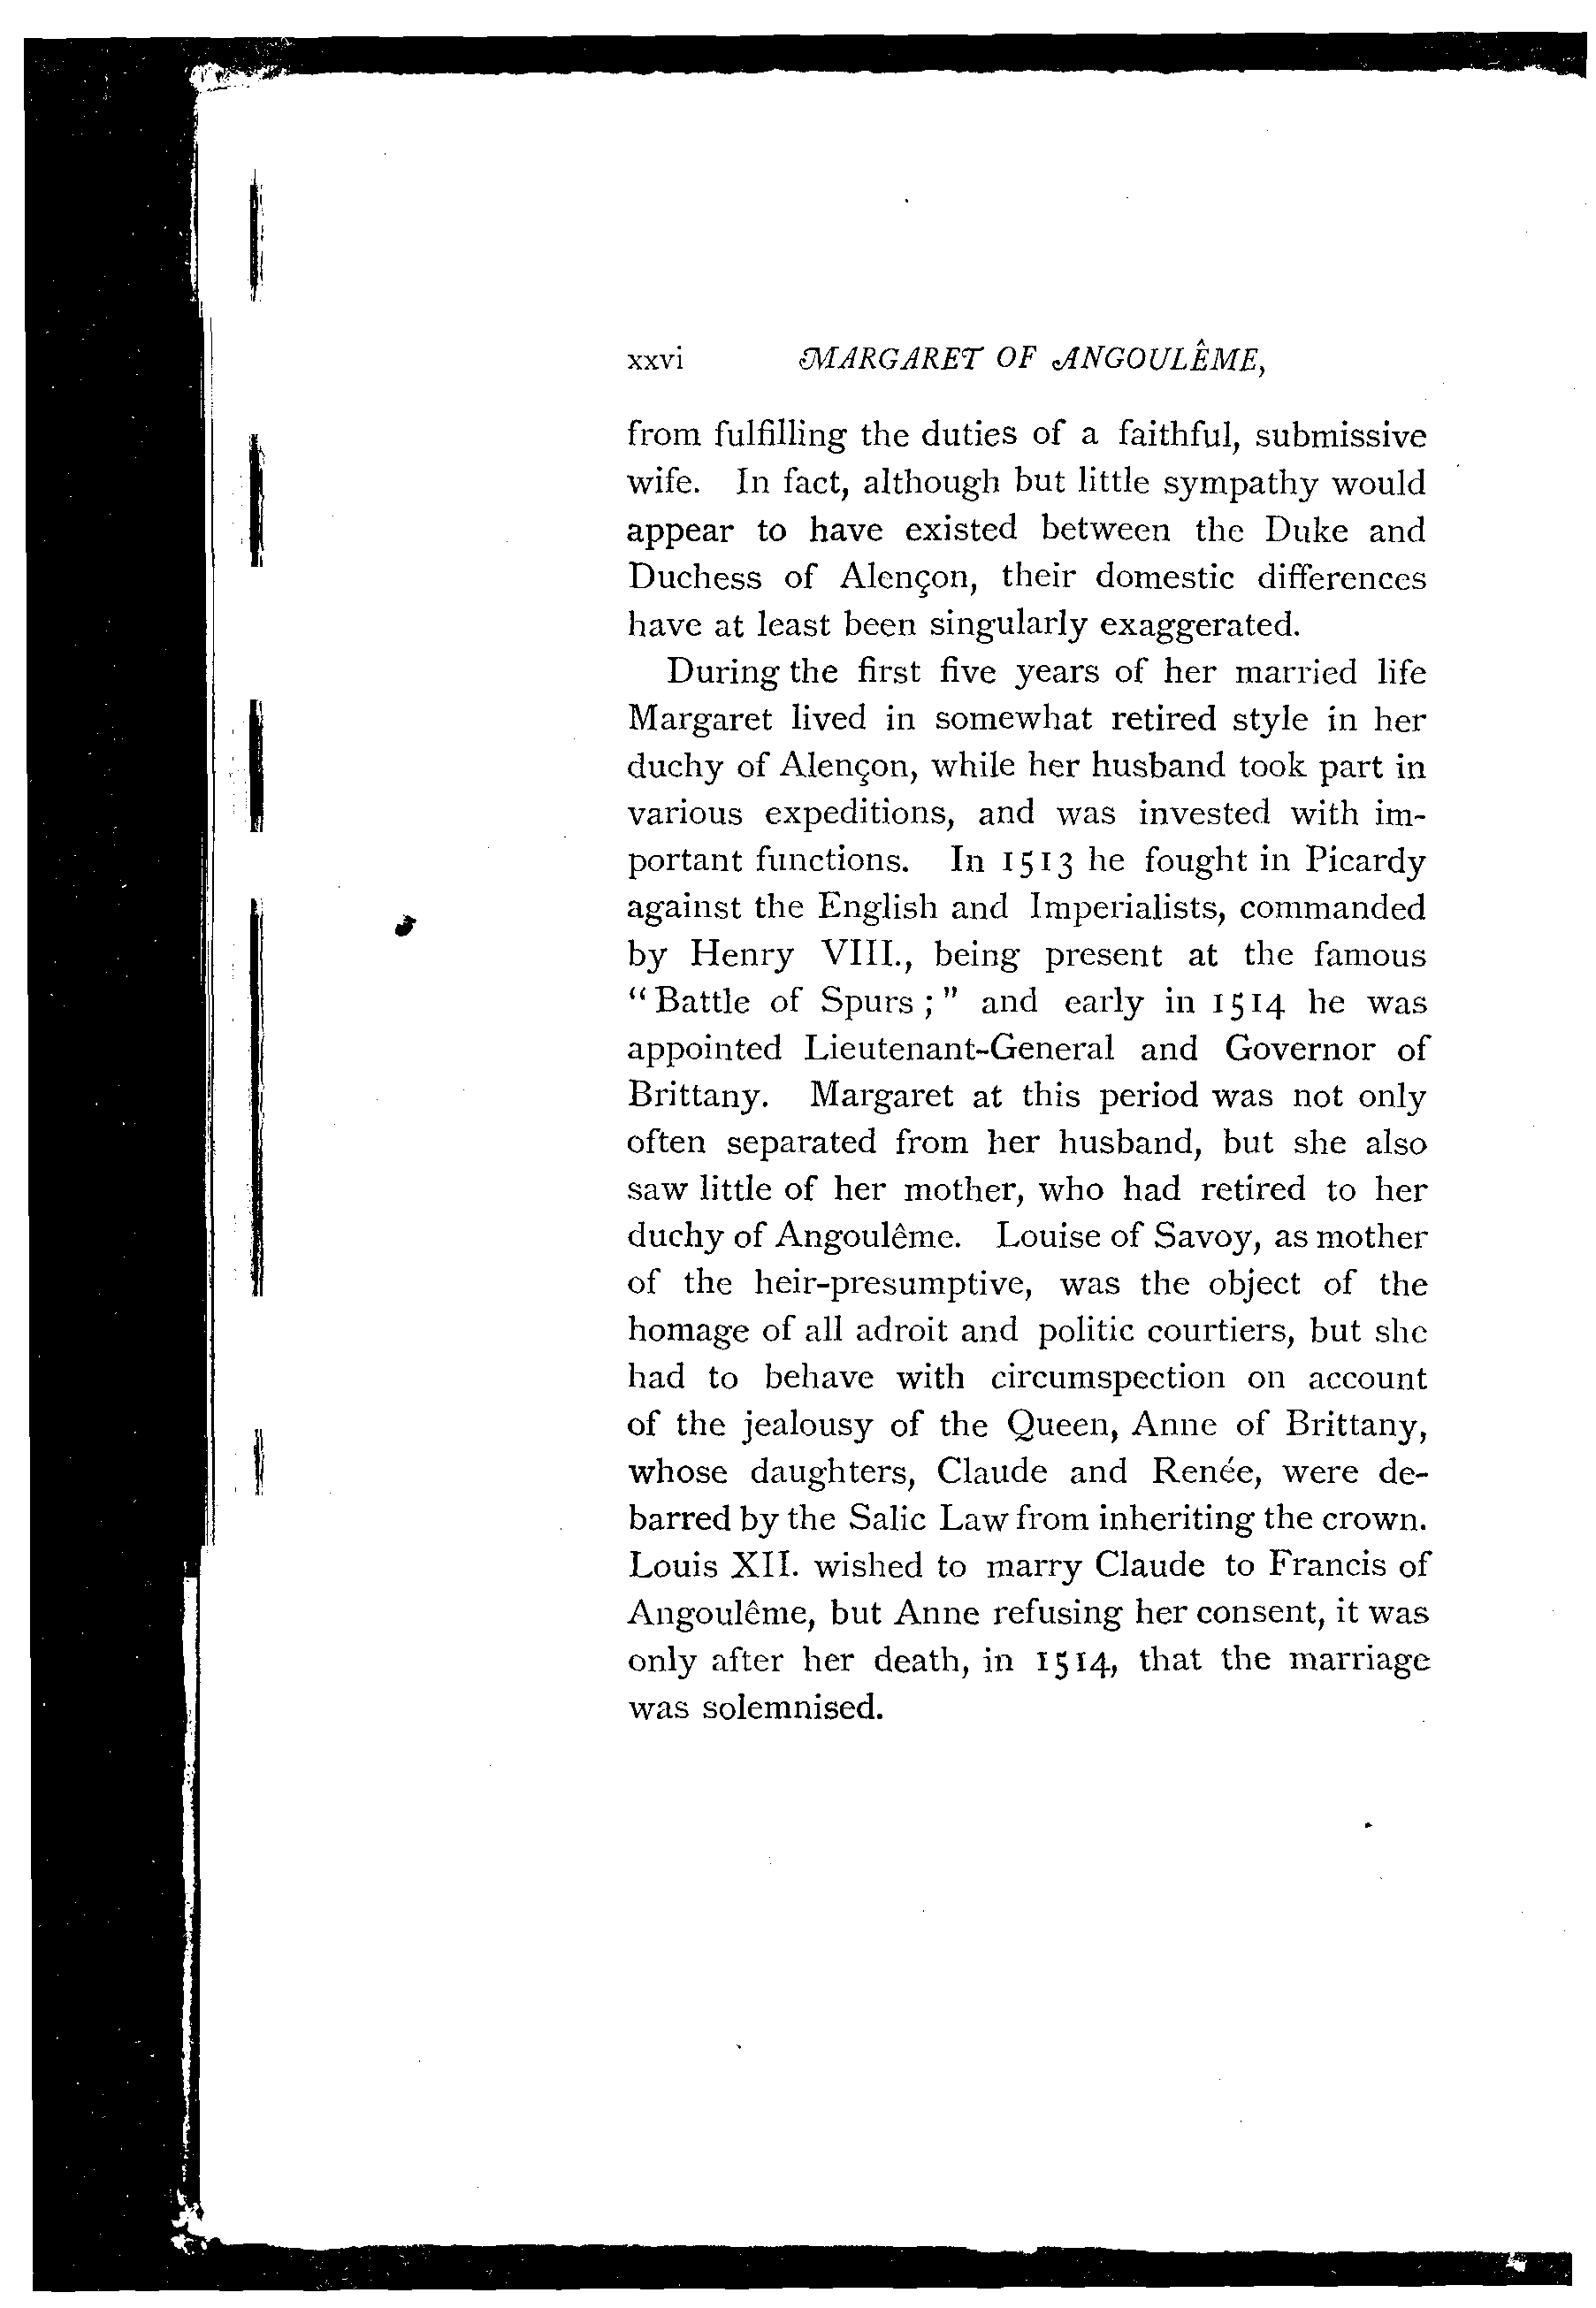 xxvi MARGARET OF ANGOULÊME,
from fulfilling the duties of a faithful, submissive
wife. In fact, although but little sympathy would
appear to have existed between the Duke and
Duchess of Alençon, their domestic differences
have at least been singularly exaggerated.
During the first five years of her married life
Margaret lived in somewhat retired style in her
duchy of Alençon, while her husband took part in
various expeditions, and was invested with im-
portant functions. In 1513 he fought in Picardy
against the English and Imperialists, commanded
by Henry VIII., being present at the famous
“Battle of Spurs;” and early in 1514 he was
appointed Lieutenant-General and Governor of
Brittany. Margaret at this period was not only
often separated from her husband, but she also
saw little of her mother, who had retired to her
duchy of Angoulême. Louise of Savoy, as mother
of the heir-presumptive, was the object of the
homage of all adroit and politic courtiers, but she
had to behave with circumspection on account
of the jealousy of the Queen, Anne of Brittany,
whose daughters, Claude and Renée, were de-
barred by the Salic Law from inheriting the crown.
Louis XII. wished to marry Claude to Francis of
Angoulême, but Anne refusing her consent, it was
only after her death, in 1514, that the marriage
was solemnised.